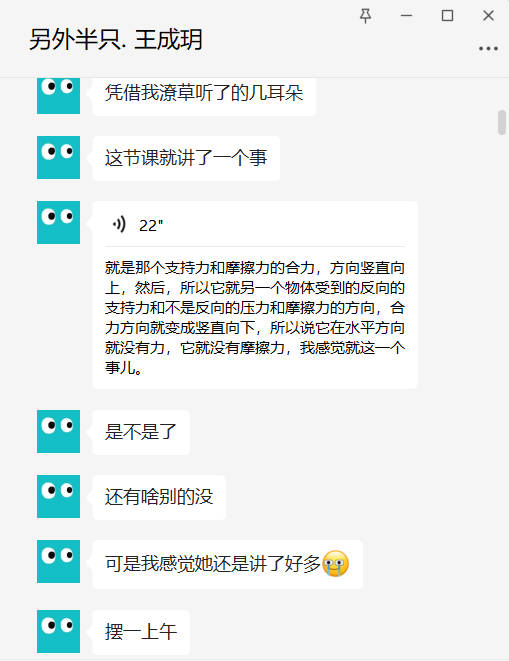 另外半只. 王成玥
凭借我潦草听了的几耳朵
这节课就讲了一个事
22"
就是那个支持力和摩擦力的合力，方向竖直向
上，然后，所以它就另一个物体受到的反向的
支持力和不是反向的压力和摩擦力的方向，合
力方向就变成竖直向下，所以说它在水平方向
就没有力，它就没有摩擦力，我感觉就这一个
事儿。
是不是了
还有啥别的没
可是我感觉她还是讲了好多😭
摆一上午